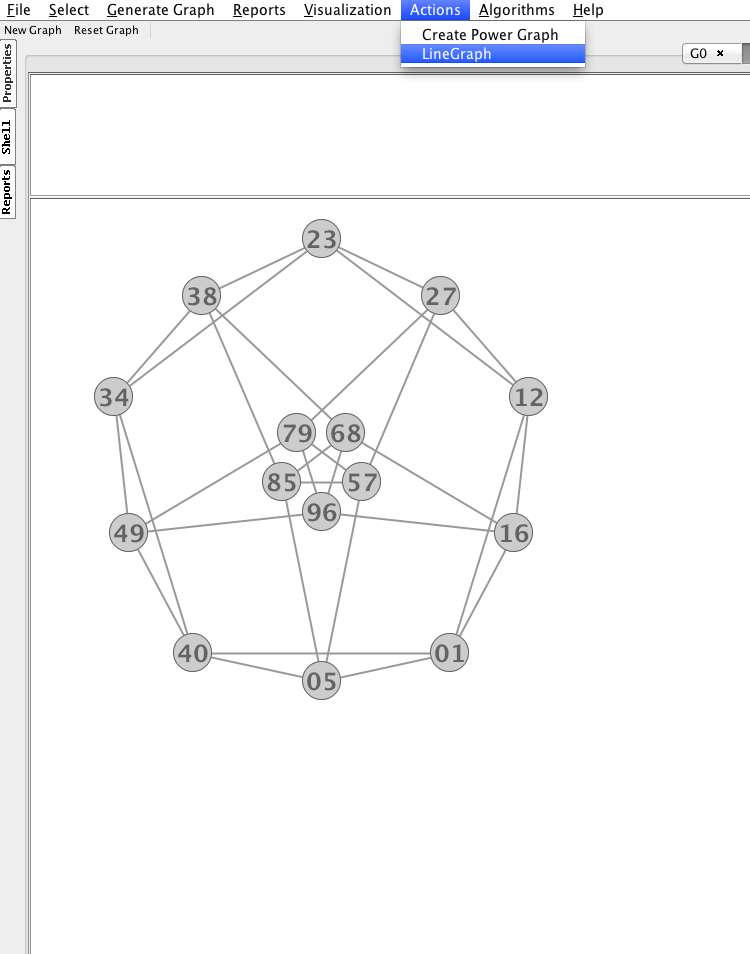 File Select Generate Graph Reports Visualization Actions Algorithms Help
New Graph Reset Graph
Create Power Graph
LineGraph
G0 ×
Properties
Shell
Reports
23
38
27
34
12
79
68
85
57
96
49
16
40
01
05